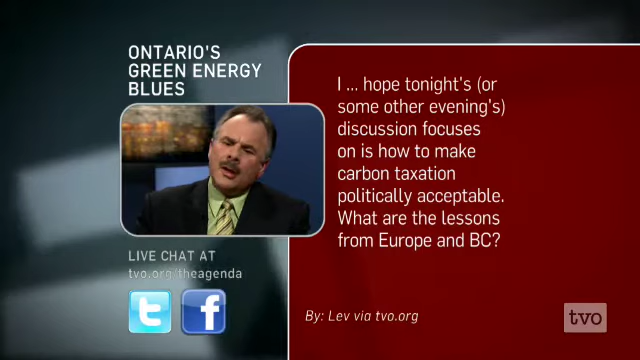 ONTARIO'S
GREEN ENERGY
BLUES
I ... hope tonight's (or
some other evening's)
discussion focuses
on is how to make
carbon taxation
politically acceptable.
What are the lessons
from Europe and BC?
LIVE CHAT AT
tvo.org/theagenda
t
f
By: Lev via tvo.org
tvo